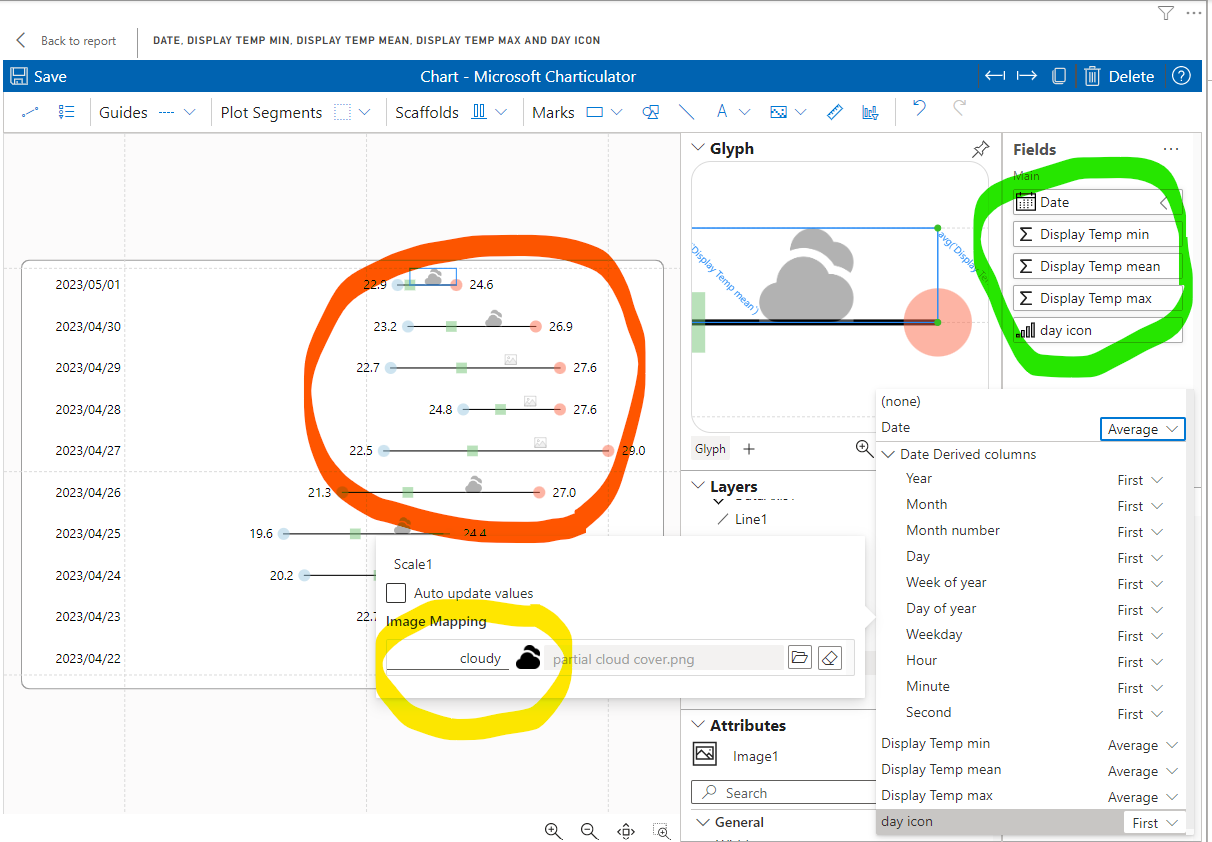 Back to report
DATE, DISPLAY TEMP MIN, DISPLAY TEMP MEAN, DISPLAY TEMP MAX AND DAY ICON
Save
Chart - Microsoft Charticulator
Delete
Guides
Plot Segments
Scaffolds
Marks
A
Glyph
Fields
Main
Date
Display Temp min
Display Temp mean
Display Temp max
day icon
'Display Temp mean')
avg('Display Te
2023/05/01 22.9 24.6
2023/04/30 23.2 26.9
2023/04/29 22.7 27.6
2023/04/28 24.8 27.6
2023/04/27 22.5 29.0
2023/04/26 21.3 27.0
2023/04/25 19.6 24.4
2023/04/24 20.2
2023/04/23 22.7
2023/04/22
Glyph +
Layers
Line1
Scale1
Auto update values
Image Mapping
cloudy partial cloud cover.png
Attributes
Image1
Search
General
(none)
Date Average
Date Derived columns
Year First
Month First
Month number First
Day First
Week of year First
Day of year First
Weekday First
Hour First
Minute First
Second First
Display Temp min Average
Display Temp mean Average
Display Temp max Average
day icon First